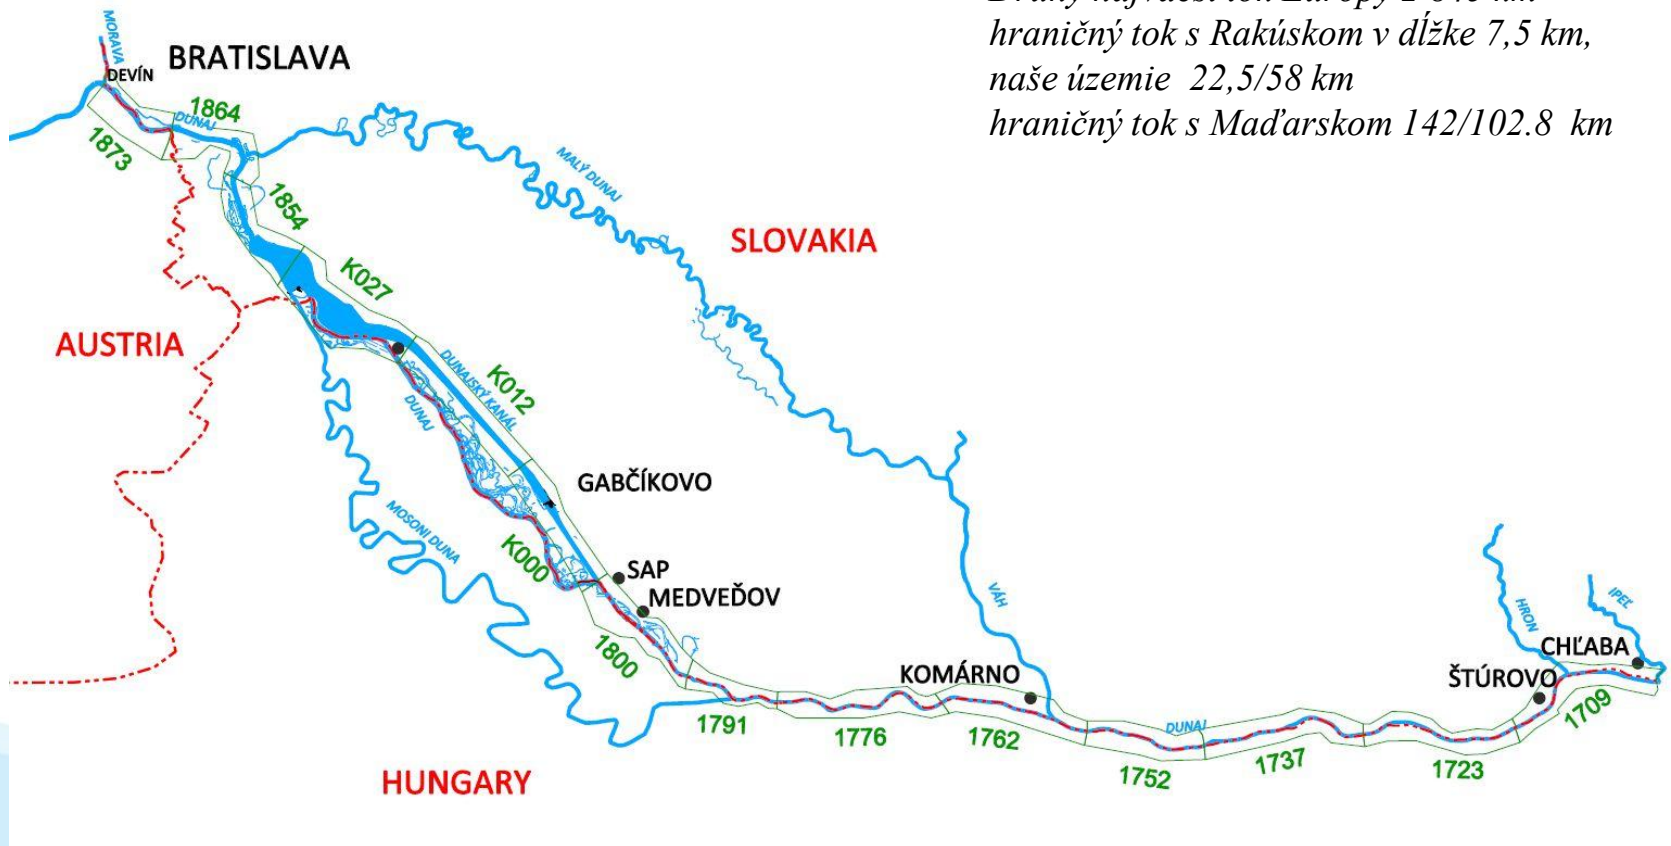 hraničný tok s Rakúskom v dĺžke 7,5 km,
naše územie 22,5/58 km
hraničný tok s Maďarskom 142/102.8 km
MORAVA
BRATISLAVA
DEVÍN
1864
DUNAJ
1873
MALÝ DUNAJ
1854
SLOVAKIA
K027
AUSTRIA
DUNAJSKÝ KANÁL
K012
DUNAJ
GABČÍKOVO
MOSONI DUNA
K000
SAP
MEDVEĎOV
VÁH
HRON
IPEĽ
1800
CHĽABA
KOMÁRNO
ŠTÚROVO
1709
1791
1776
1762
DUNAJ
1752
1737
1723
HUNGARY